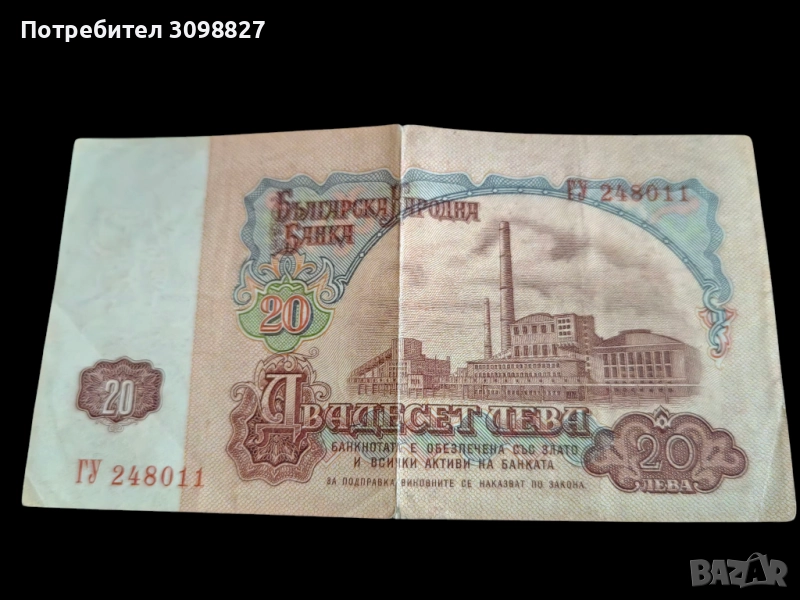 Потребител 3098827
ГУ 248011
БЪЛГАРСКА НАРОДНА
БАНКА
20
ДВАДЕСЕТ ЛЕВА
20
БАНКНОТАТА Е ОБЕЗПЕЧЕНА СЪС ЗЛАТО
И ВСИЧКИ АКТИВИ НА БАНКАТА
20
ЛЕВА
ГУ 248011
ЗА ПОДПРАВКА ВИНОВНИТЕ СЕ НАКАЗВАТ ПО ЗАКОНА.
BAZAR